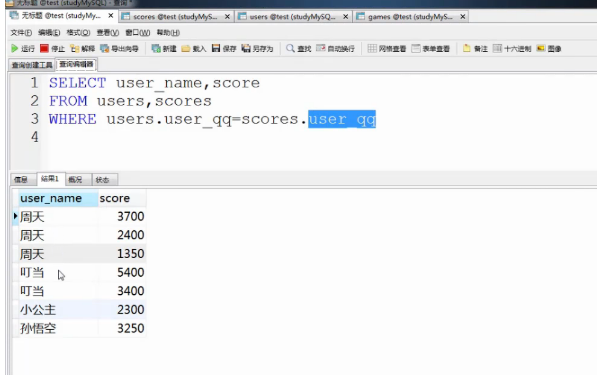 无标题 @test (studyMySQL) - 查询
无标题 @test (studyMy... × scores @test (studyMyS... × users @test (studyMySQ... × games @test (studyMyS... ×
文件(F) 编辑(E) 格式(O) 查看(V) 窗口(W) 帮助(H)
运行 停止 解释 导出向导 新建 载入 保存 另存为 查找 自动换行 网格查看 表单查看 备注 十六进制 图像
查询创建工具 查询编辑器
1 SELECT user_name,score
2 FROM users,scores
3 WHERE users.user_qq=scores.user_qq
4
信息 结果1 概况 状态
user_name score
周天 3700
周天 2400
周天 1350
叮当 5400
叮当 3400
小公主 2300
孙悟空 3250